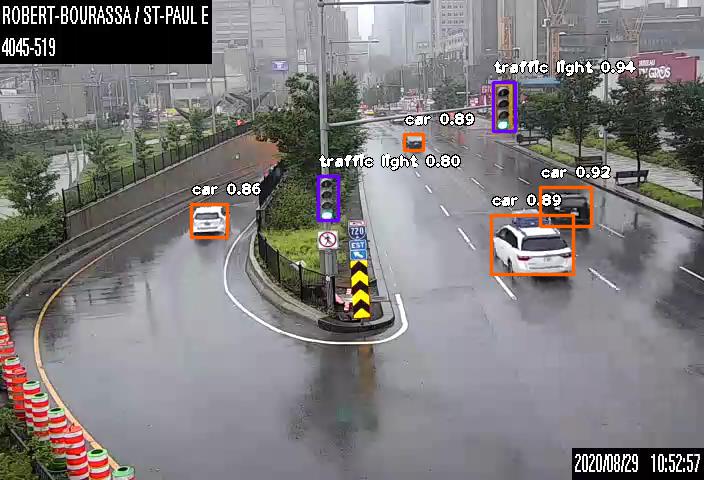 ROBERT-BOURASSA / ST-PAUL E
4045-519
traffic light 0.94
car 0.89
traffic light 0.80
car 0.92
car 0.86
car 0.89
720
EST
GROS
2020/08/29 10:52:57